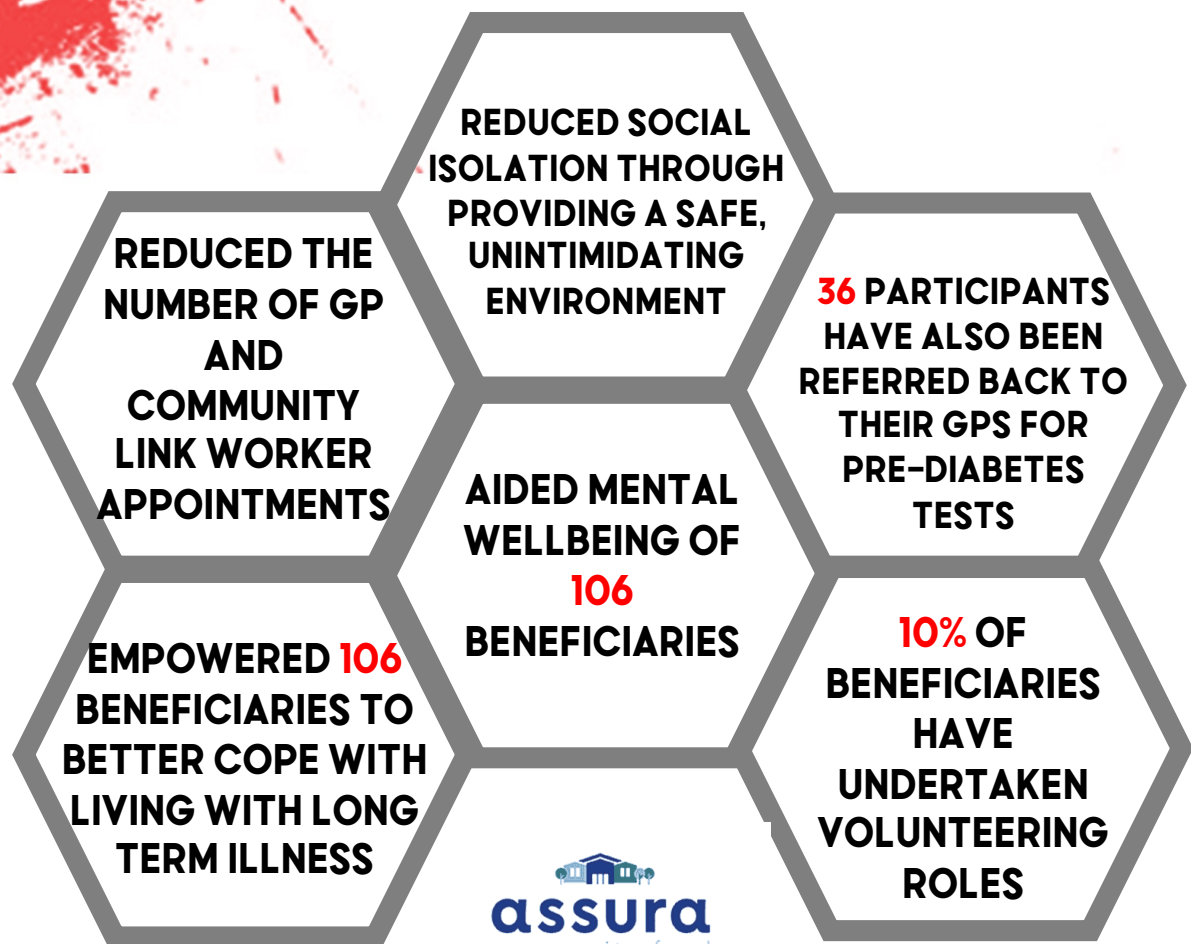 REDUCED SOCIAL
ISOLATION THROUGH
PROVIDING A SAFE,
UNINTIMIDATING
ENVIRONMENT
REDUCED THE
NUMBER OF GP
AND
COMMUNITY
LINK WORKER
APPOINTMENTS
36 PARTICIPANTS
HAVE ALSO BEEN
REFERRED BACK TO
THEIR GPS FOR
PRE-DIABETES
TESTS
AIDED MENTAL
WELLBEING OF
106
BENEFICIARIES
EMPOWERED 106
BENEFICIARIES TO
BETTER COPE WITH
LIVING WITH LONG
TERM ILLNESS
10% OF
BENEFICIARIES
HAVE
UNDERTAKEN
VOLUNTEERING
ROLES
assura